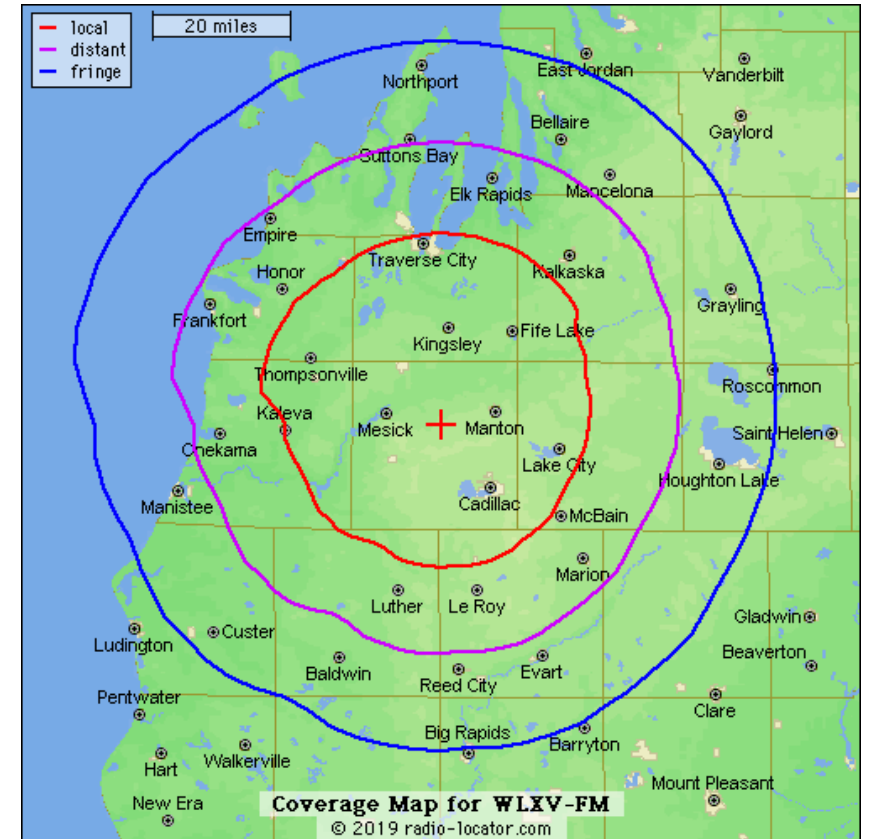 local
20 miles
distant
fringe
Northport
East Jordan
Vanderbilt
Bellaire
Gaylord
Suttons Bay
Elk Rapids
Mancelona
Empire
Traverse City
Honor
Kalkaska
Frankfort
Grayling
Kingsley
Fife Lake
Thompsonville
Roscommon
Kaleva
Mesick
Manton
Saint Helen
Onekama
Lake City
Houghton Lake
Manistee
Cadillac
McBain
Marion
Luther
Le Roy
Gladwin
Ludington
Custer
Beaverton
Baldwin
Reed City
Evart
Pentwater
Clare
Big Rapids
Barryton
Hart
Walkerville
Mount Pleasant
New Era
Coverage Map for WLXV-FM
© 2019 radio-locator.com